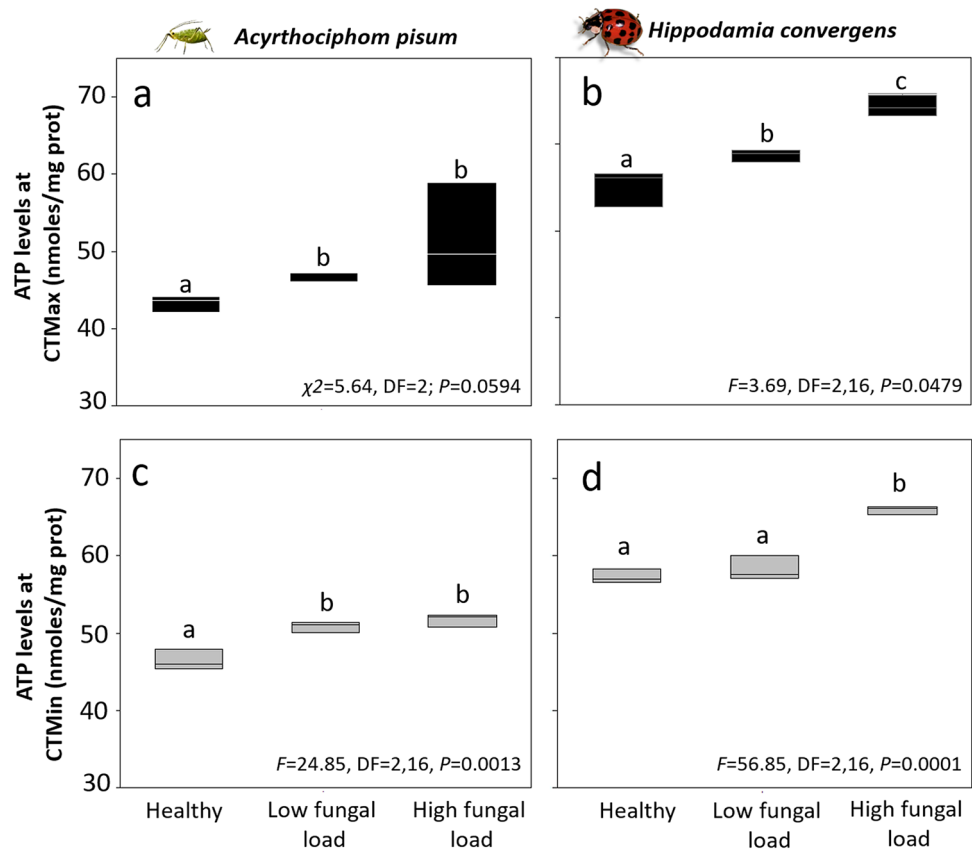 Acyrthociphom pisum
Hippodamia convergens
ATP levels at
CTMax (nmoles/mg prot)
70
60
50
40
30
a
a
b
b
χ2=5.64, DF=2; P=0.0594
b
a
b
c
F=3.69, DF=2,16, P=0.0479
ATP levels at
CTMin (nmoles/mg prot)
70
60
50
40
30
c
a
b
b
F=24.85, DF=2,16, P=0.0013
d
a
a
b
F=56.85, DF=2,16, P=0.0001
Healthy
Low fungal
load
High fungal
load
Healthy
Low fungal
load
High fungal
load